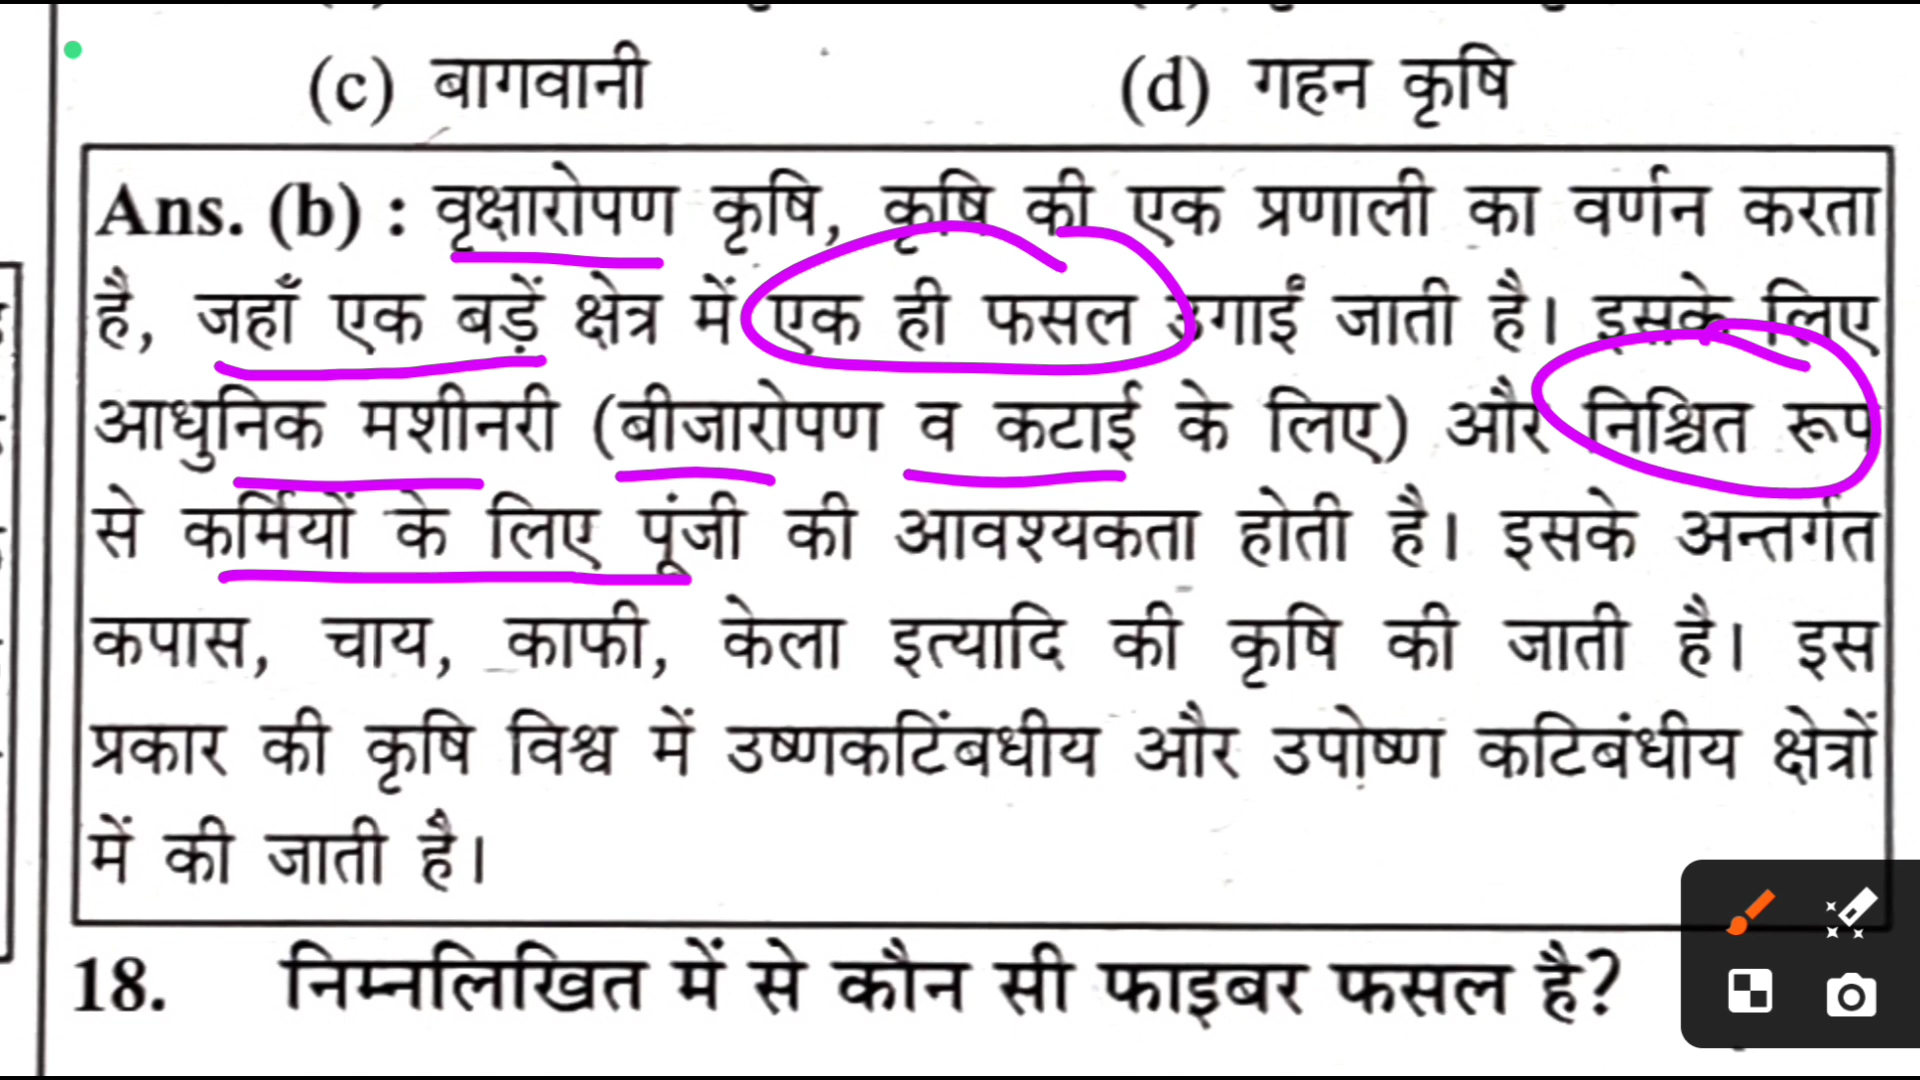 (c) बागवानी (d) गहन कृषि
Ans. (b) : वृक्षारोपण कृषि, कृषि की एक प्रणाली का वर्णन करता
है, जहाँ एक बड़ें क्षेत्र में एक ही फसल उगाईं जाती है। इसके लिए
आधुनिक मशीनरी (बीजारोपण व कटाई के लिए) और निश्चित रूप
से कर्मियों के लिए पूंजी की आवश्यकता होती है। इसके अन्तर्गत
कपास, चाय, काफी, केला इत्यादि की कृषि की जाती है। इस
प्रकार की कृषि विश्व में उष्णकटिंबधीय और उपोष्ण कटिबंधीय क्षेत्रों
में की जाती है।
18. निम्नलिखित में से कौन सी फाइबर फसल है?